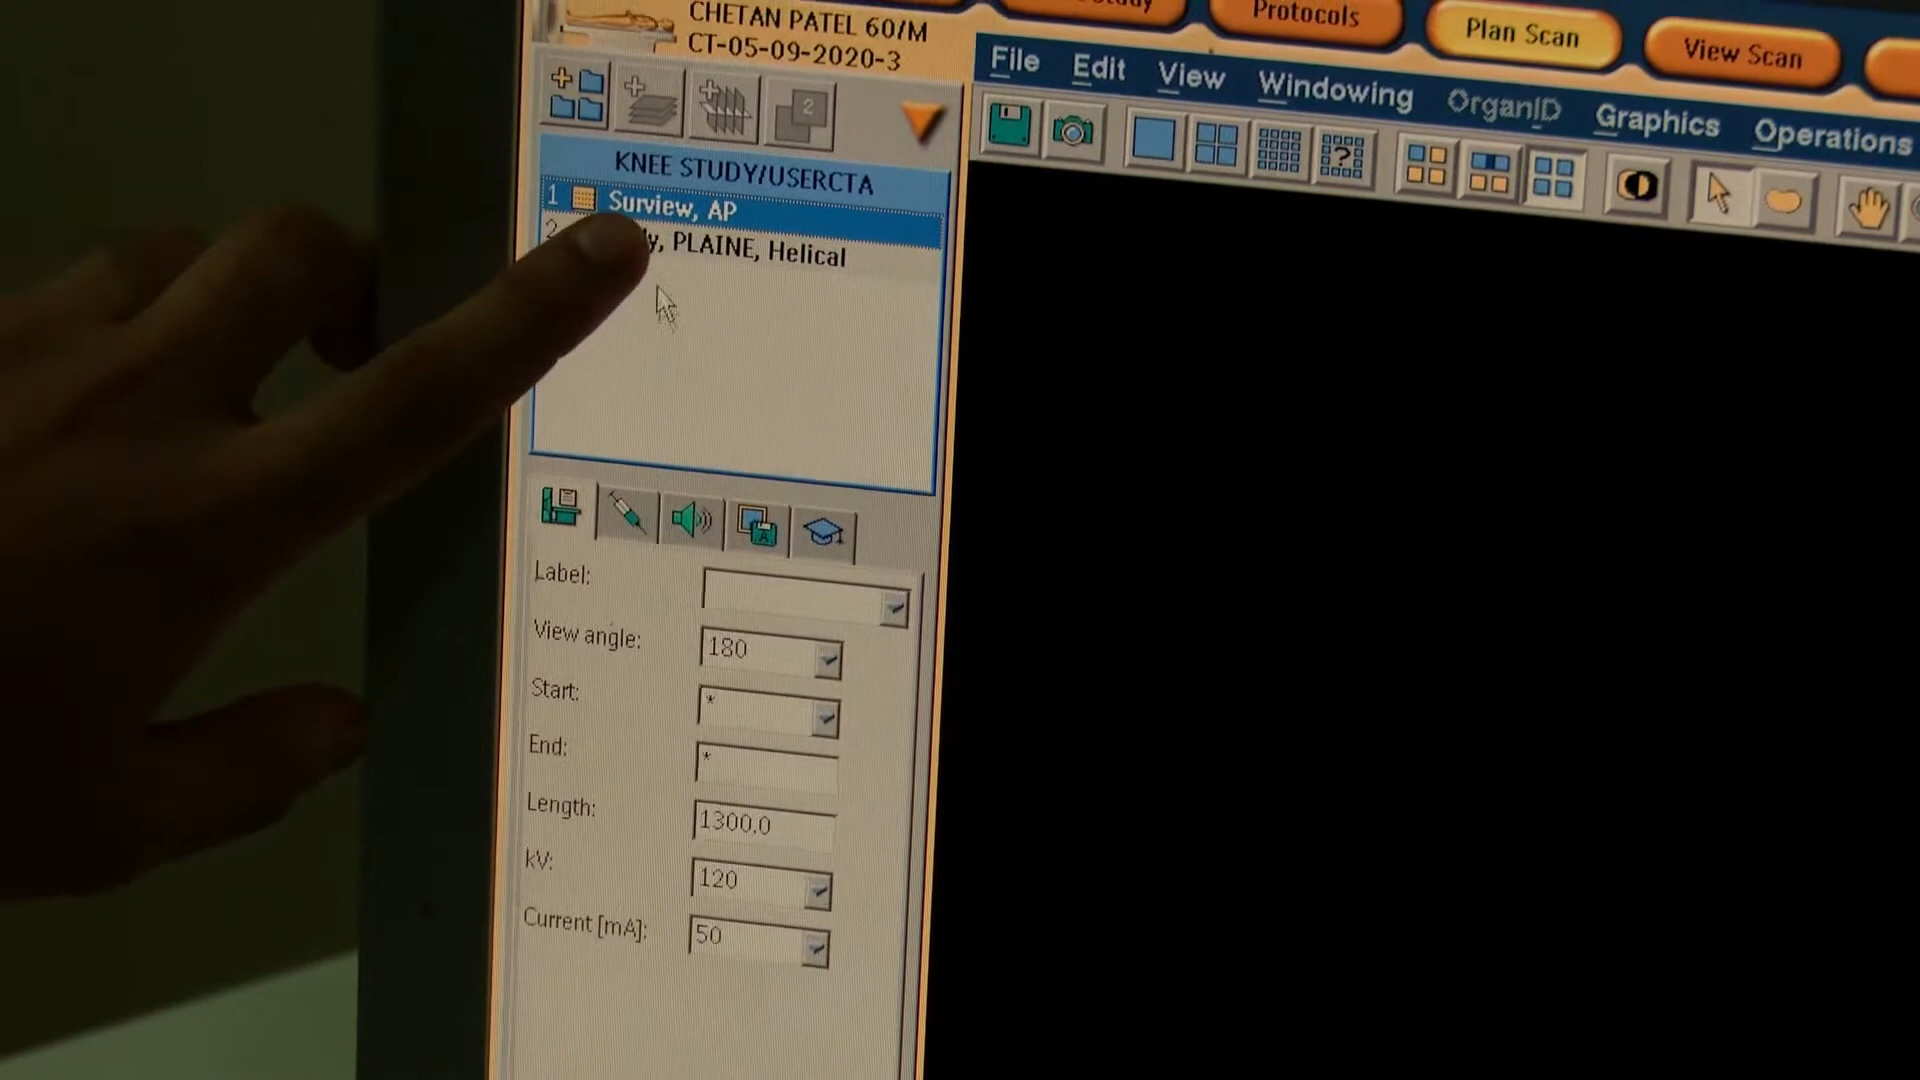 CHETAN PATEL 60/M
CT-05-09-2020-3
Protocols
Plan Scan
View Scan
File Edit View Windowing OrganID Graphics Operations
2
KNEE STUDY/USERCTA
1 Surview, AP
2 PLAINE, Helical
?
A
Label:
View angle: 180
Start: *
End: *
Length: 1300.0
kV: 120
Current [mA]: 50